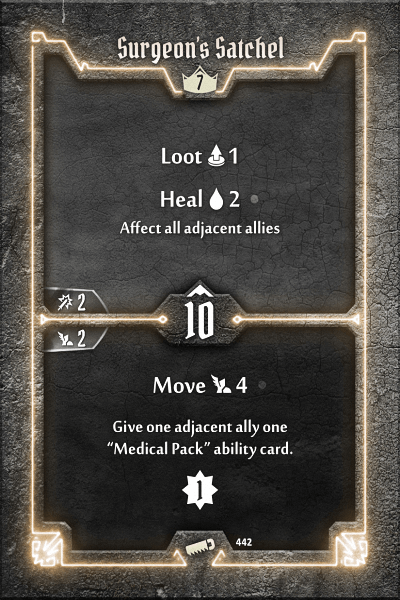 Surgeon's Satchel
7
Loot 1
Heal 2
Affect all adjacent allies
2
10
2
Move 4
Give one adjacent ally one
“Medical Pack” ability card.
1
442